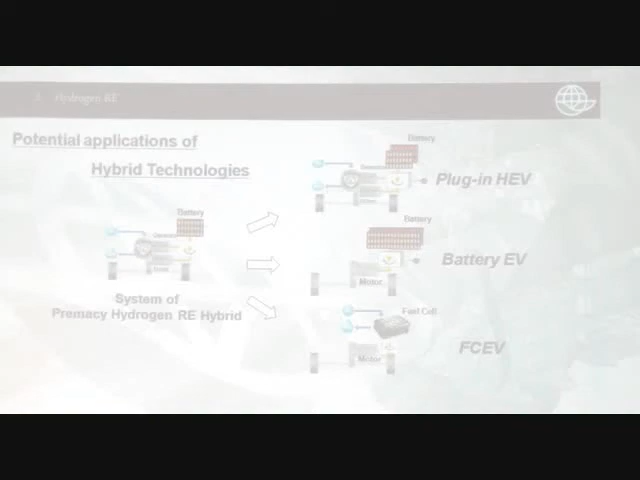 3. Hydrogen RE
Potential applications of
Hybrid Technologies
Battery
System of
Premacy Hydrogen RE Hybrid
Battery
Plug-in HEV
Battery
Battery EV
Motor
Fuel Cell
FCEV
Motor